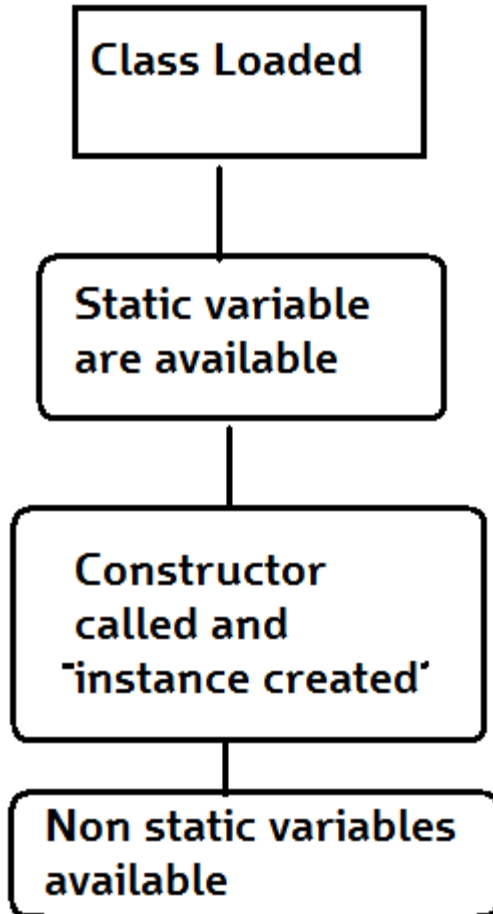 Class Loaded
Static variable
are available
Constructor
called and
"instance created'
Non static variables
available